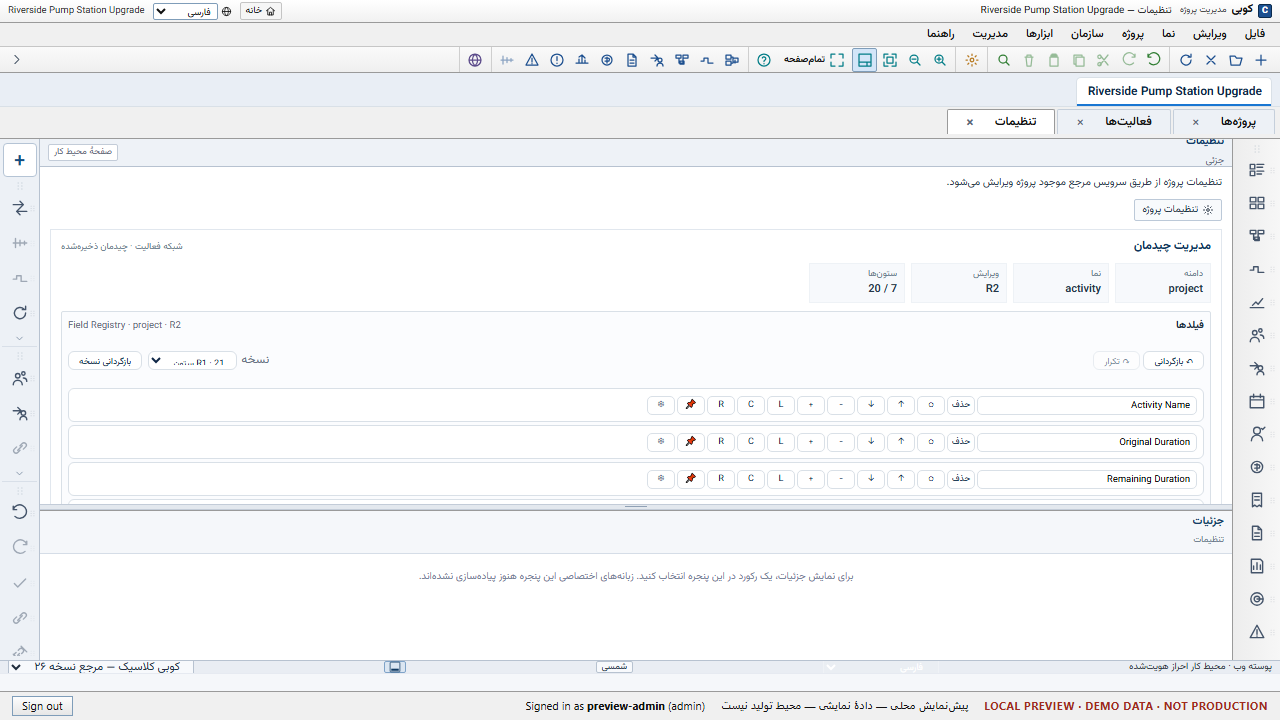 کوبی مدیریت پروژه تنظیمات — Riverside Pump Station Upgrade
خانه
فارسی
Riverside Pump Station Upgrade
فایل ویرایش نما پروژه سازمان ابزارها مدیریت راهنما
تمام‌صفحه
Riverside Pump Station Upgrade
پروژه‌ها ×
فعالیت‌ها ×
تنظیمات ×
تنظیمات
جزئی
صفحهٔ محیط کار
تنظیمات پروژه از طریق سرویس مرجع موجود پروژه ویرایش می‌شود.
تنظیمات پروژه
مدیریت چیدمان
شبکه فعالیت · چیدمان ذخیره‌شده
دامنه
project
نما
activity
ویرایش
R2
ستون‌ها
20 / 7
فیلدها
Field Registry · project · R2
↶ بازگردانی
↷ تکرار
نسخه
R1 · 21 ستون
بازگردانی نسخه
Activity Name حذف ○ ↑ ↓ - + L C R 📌 ❄
Original Duration حذف ○ ↑ ↓ - + L C R 📌 ❄
Remaining Duration حذف ○ ↑ ↓ - + L C R 📌 ❄
جزئیات
تنظیمات
برای نمایش جزئیات، یک رکورد در این پنجره انتخاب کنید. زبانه‌های اختصاصی این پنجره هنوز پیاده‌سازی نشده‌اند.
پوسته وب · محیط کار احراز هویت‌شده
فارسی
شمسی
کوبی کلاسیک — مرجع نسخه ۲۶
LOCAL PREVIEW · DEMO DATA · NOT PRODUCTION
پیش‌نمایش محلی — دادهٔ نمایشی — محیط تولید نیست
Signed in as preview-admin (admin)
Sign out